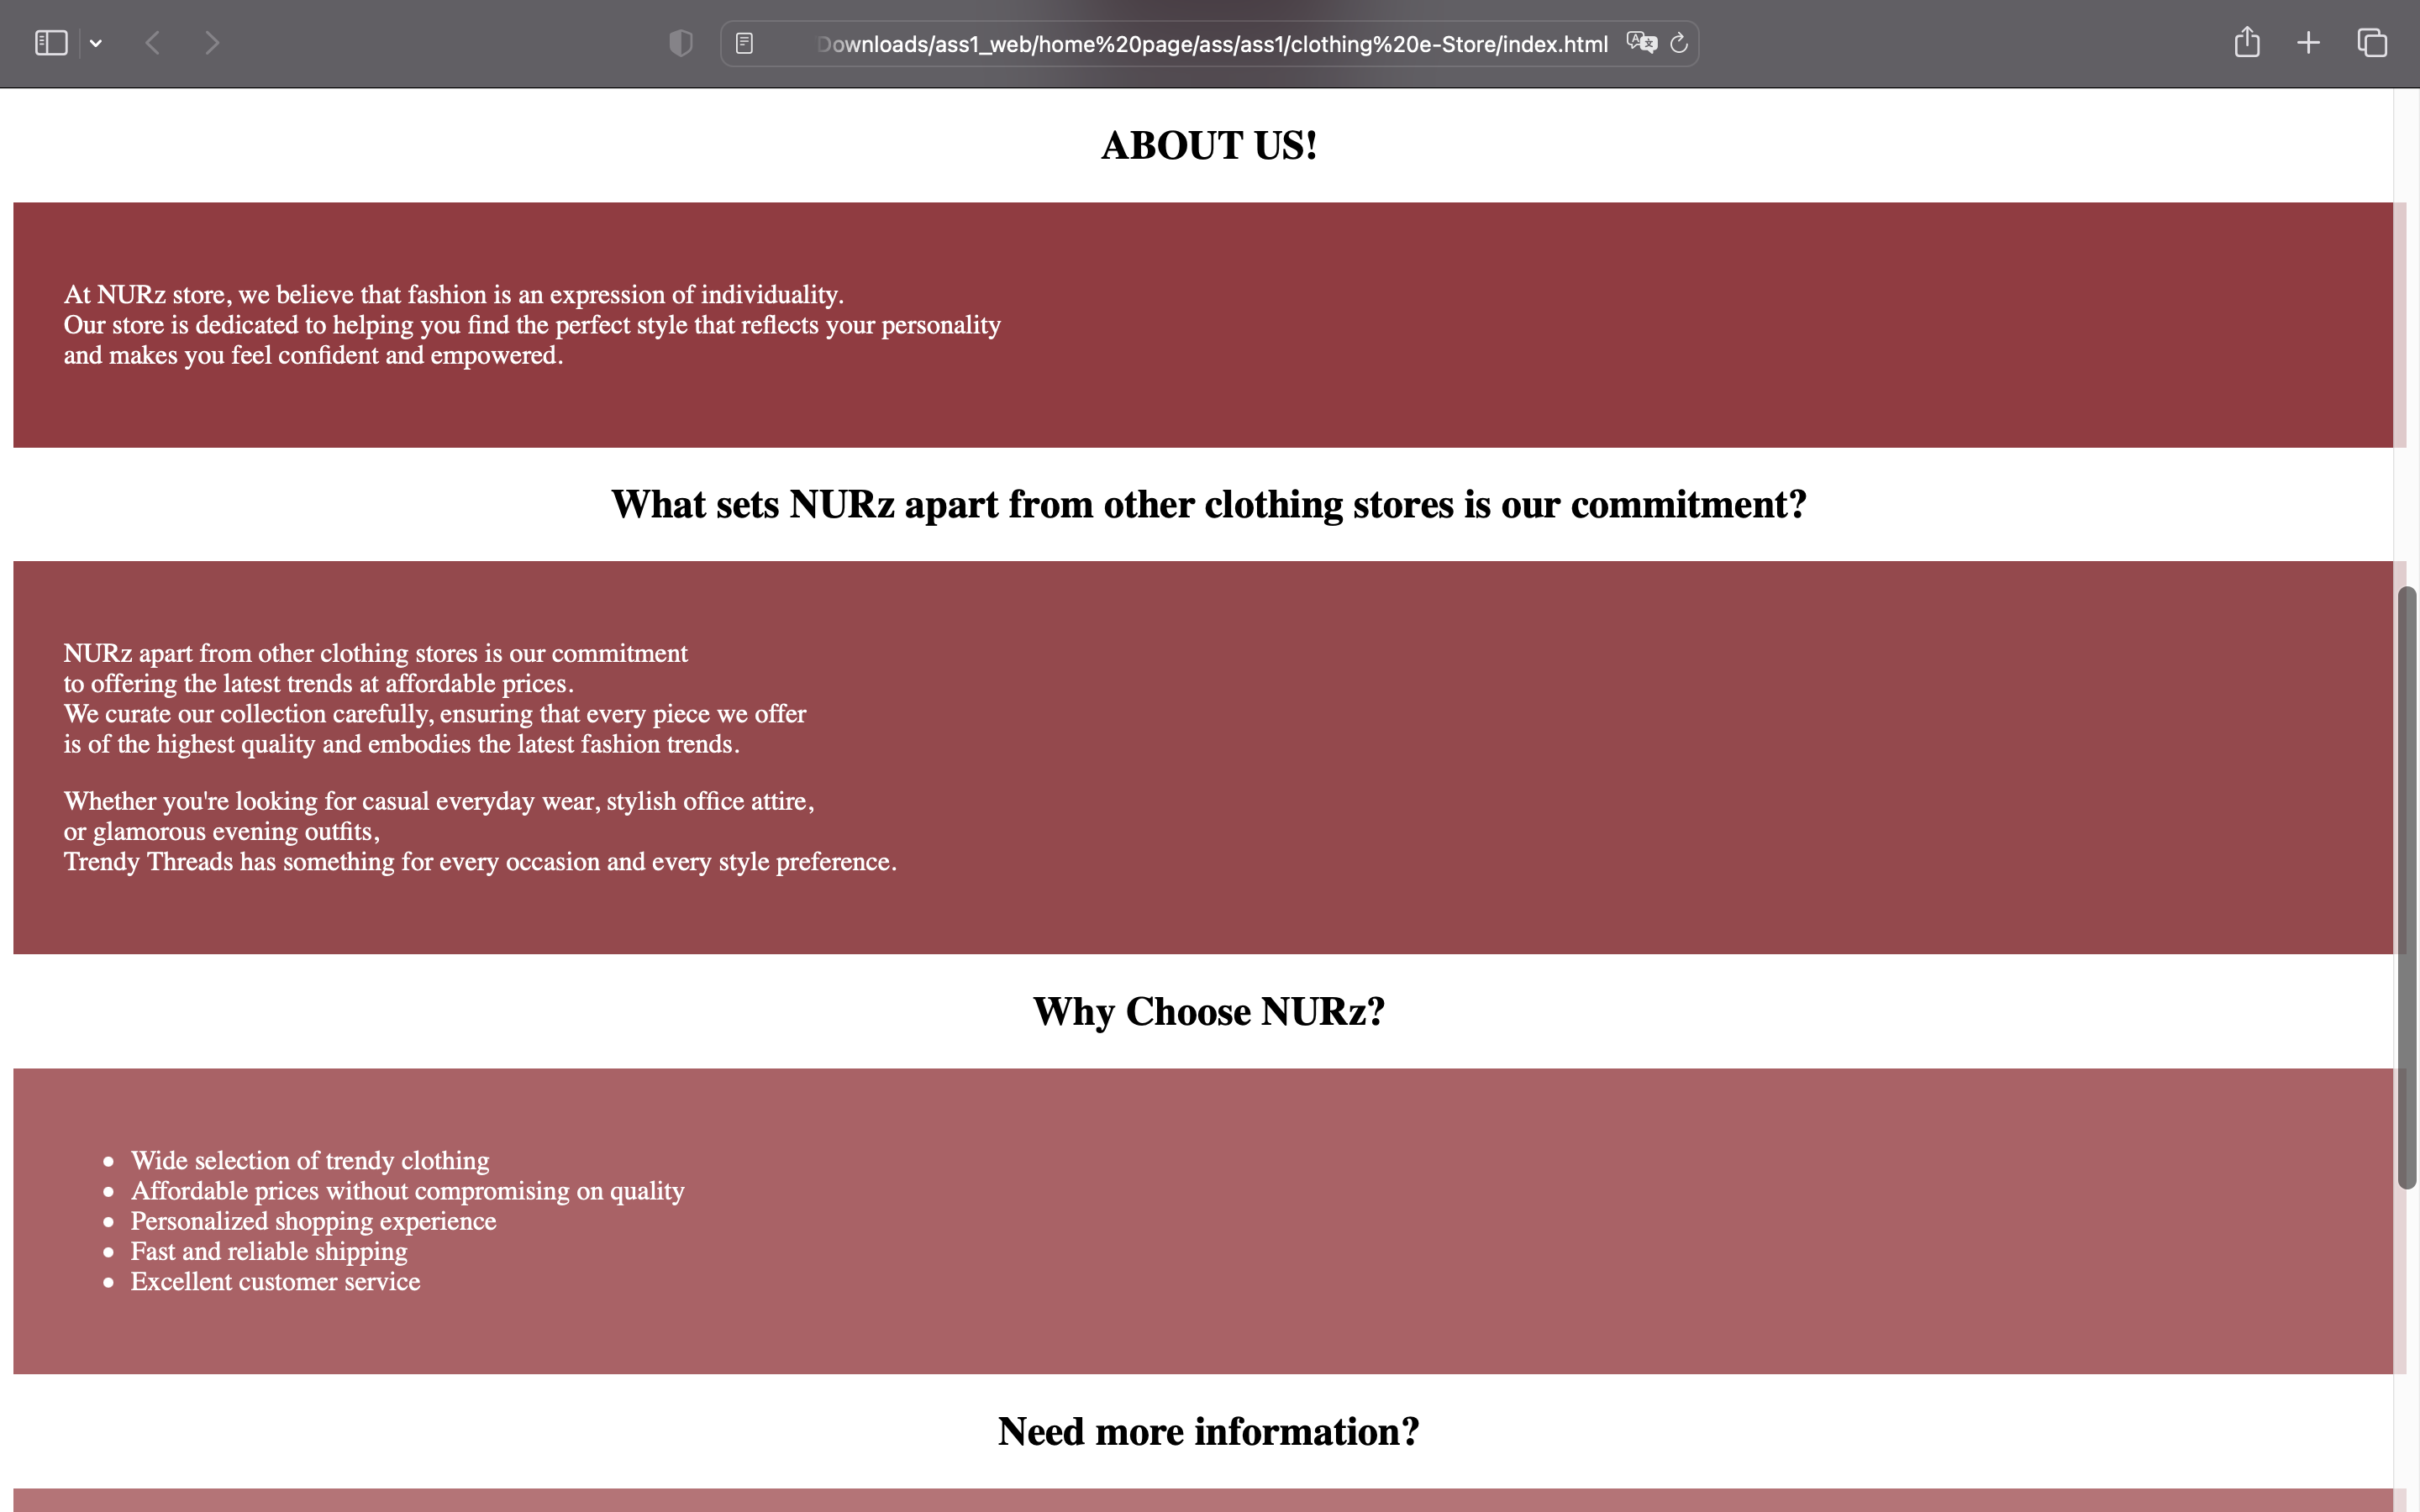 Downloads/ass1_web/home%20page/ass/ass1/clothing%20e-Store/index.html
ABOUT US!
At NURz store, we believe that fashion is an expression of individuality.
Our store is dedicated to helping you find the perfect style that reflects your personality
and makes you feel confident and empowered.
What sets NURz apart from other clothing stores is our commitment?
NURz apart from other clothing stores is our commitment
to offering the latest trends at affordable prices.
We curate our collection carefully, ensuring that every piece we offer
is of the highest quality and embodies the latest fashion trends.
Whether you're looking for casual everyday wear, stylish office attire,
or glamorous evening outfits,
Trendy Threads has something for every occasion and every style preference.
Why Choose NURz?
• Wide selection of trendy clothing
• Affordable prices without compromising on quality
• Personalized shopping experience
• Fast and reliable shipping
• Excellent customer service
Need more information?